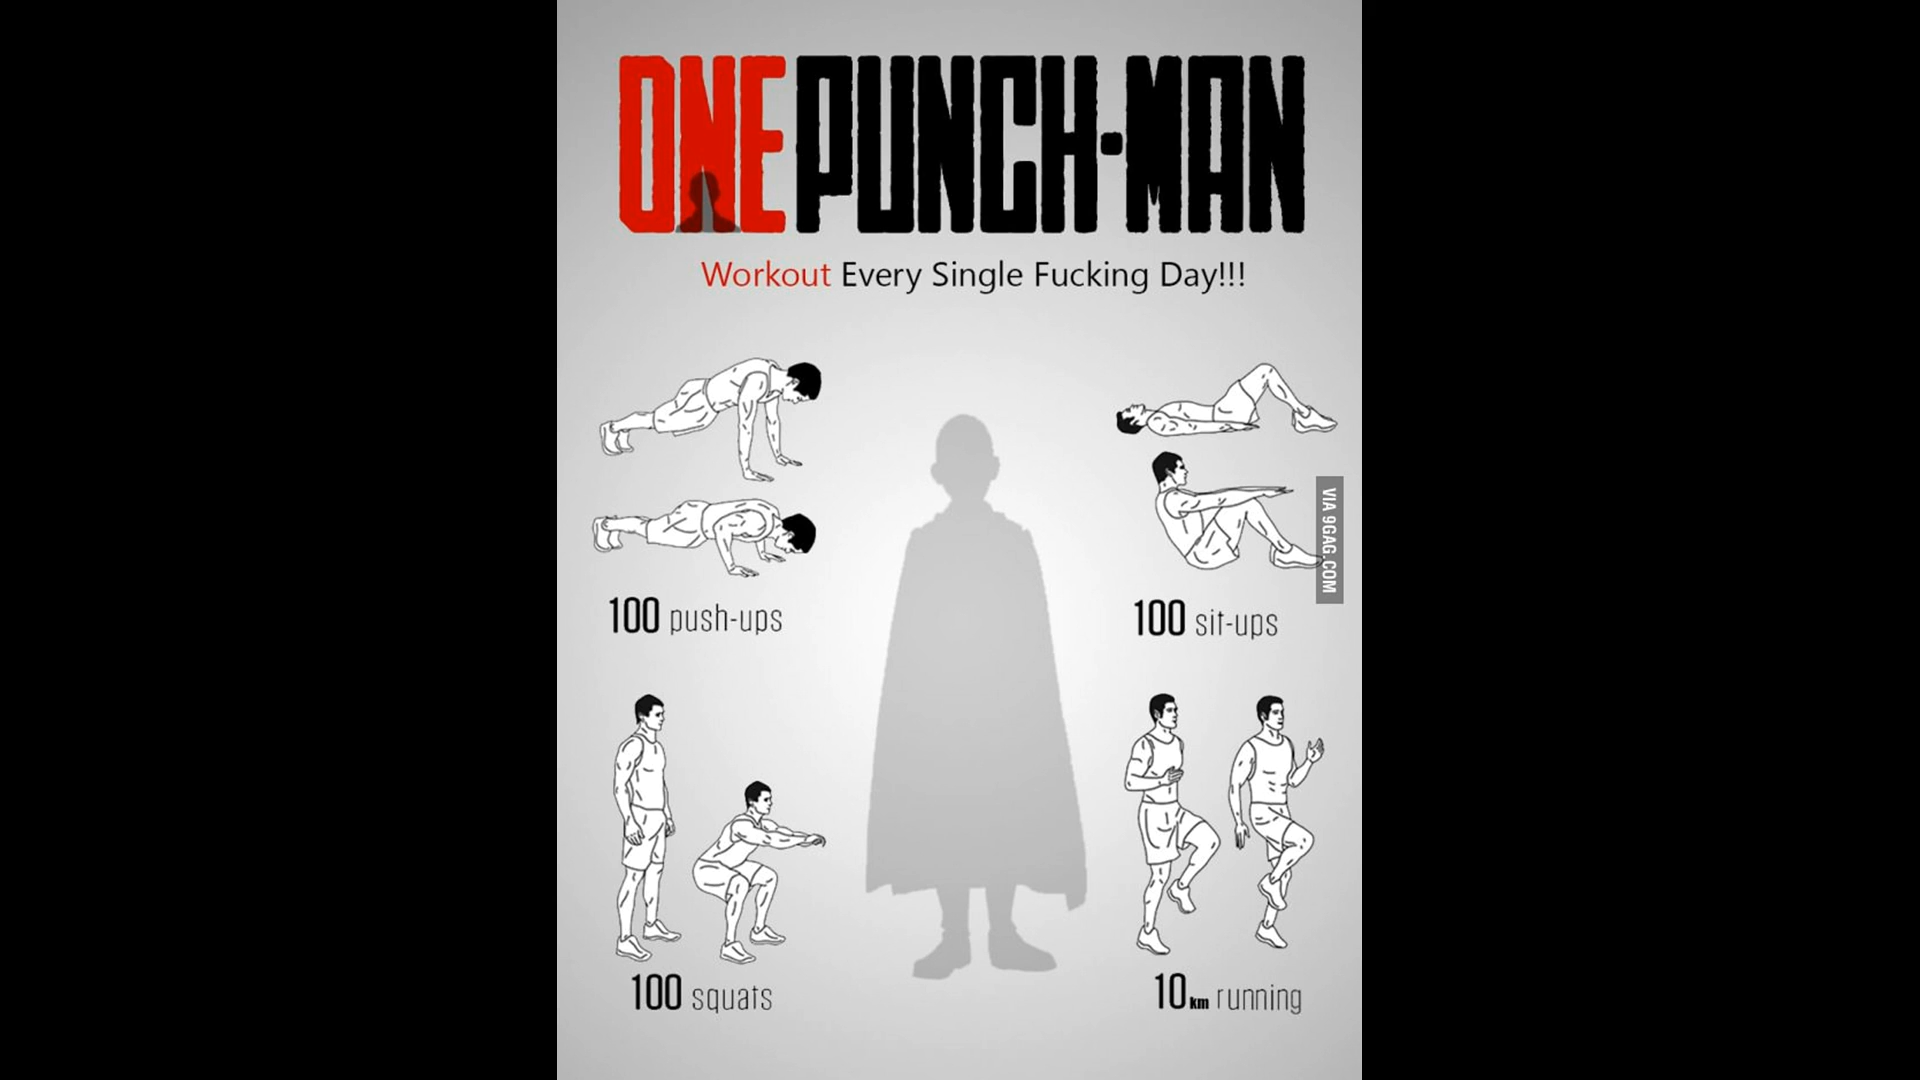 ONE PUNCH-MAN
Workout Every Single Fucking Day!!!
100 push-ups
100 sit-ups
VIA 9GAG.COM
100 squats
10km running